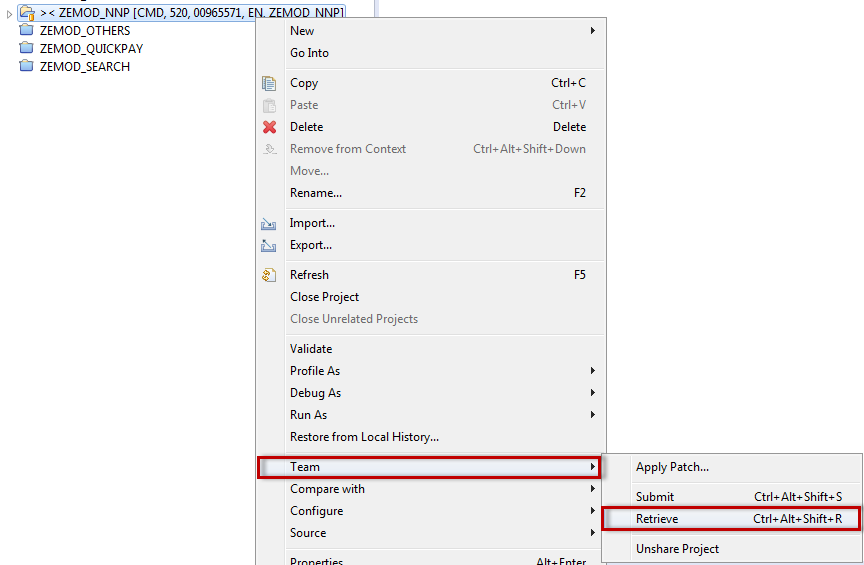 >< ZEMOD_NNP [CMD, 520, 00965571, EN, ZEMOD_NNP]
ZEMOD_OTHERS
ZEMOD_QUICKPAY
ZEMOD_SEARCH
New
Go Into
Copy Ctrl+C
Paste Ctrl+V
Delete Delete
Remove from Context Ctrl+Alt+Shift+Down
Move...
Rename... F2
Import...
Export...
Refresh F5
Close Project
Close Unrelated Projects
Validate
Profile As
Debug As
Run As
Restore from Local History...
Team
Compare with
Configure
Source
Properties Alt+Enter
Apply Patch...
Submit Ctrl+Alt+Shift+S
Retrieve Ctrl+Alt+Shift+R
Unshare Project